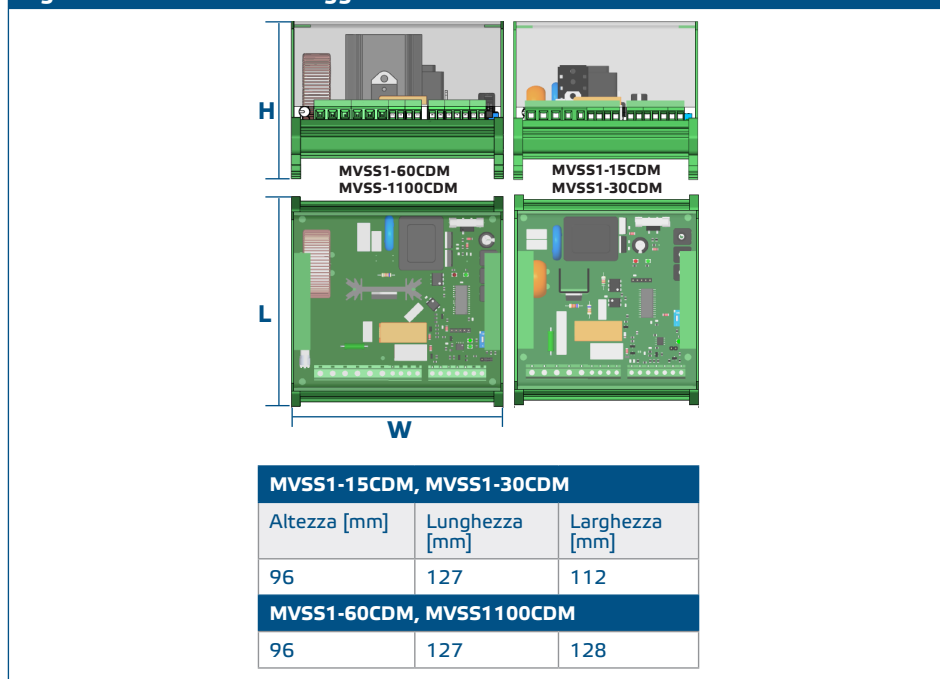 H
MVSS1-60CDM
MVSS-1100CDM
MVSS1-15CDM
MVSS1-30CDM
L
W
MVSS1-15CDM, MVSS1-30CDM
Altezza [mm] Lunghezza [mm] Larghezza [mm]
96 127 112
MVSS1-60CDM, MVSS1100CDM
96 127 128